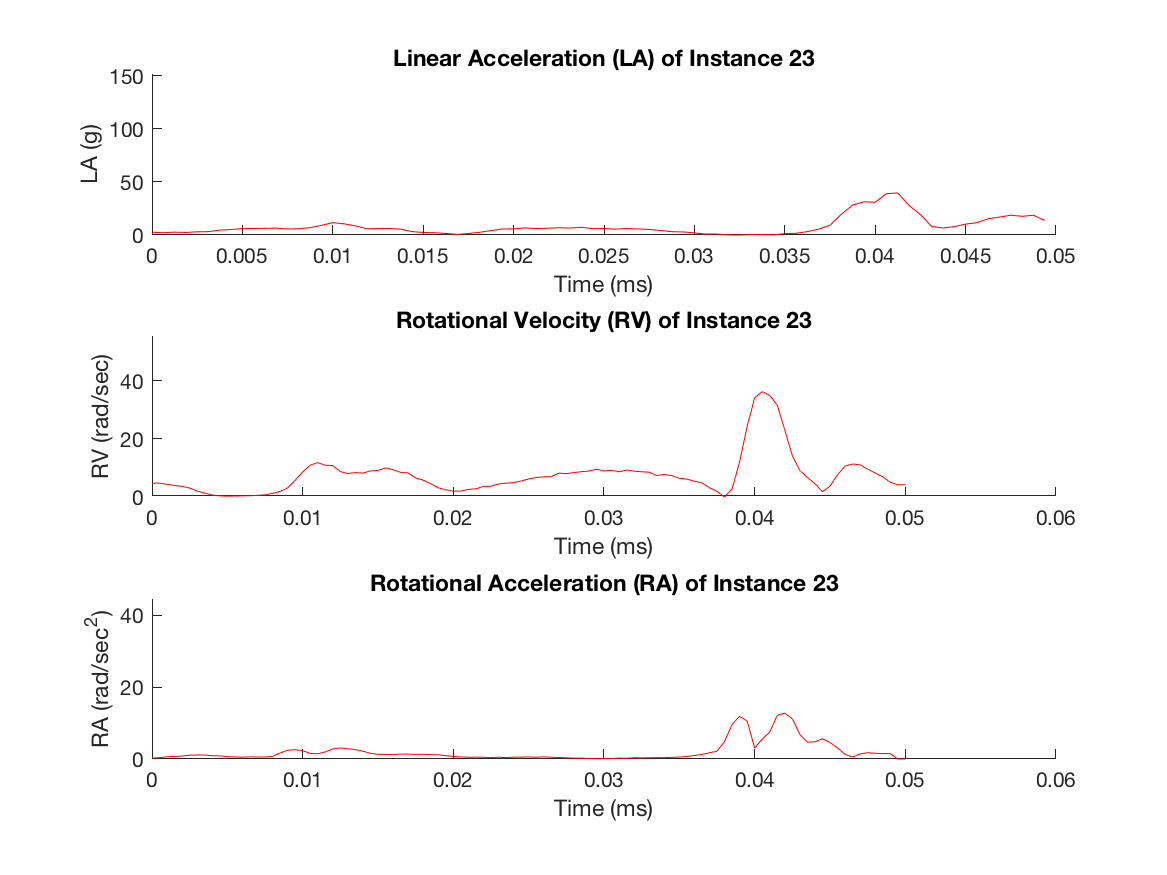 Linear Acceleration (LA) of Instance 23
150
100
50
0
LA (g)
0 0.005 0.01 0.015 0.02 0.025 0.03 0.035 0.04 0.045 0.05
Time (ms)
Rotational Velocity (RV) of Instance 23
40
20
0
RV (rad/sec)
0 0.01 0.02 0.03 0.04 0.05 0.06
Time (ms)
Rotational Acceleration (RA) of Instance 23
40
20
0
RA (rad/sec²)
0 0.01 0.02 0.03 0.04 0.05 0.06
Time (ms)